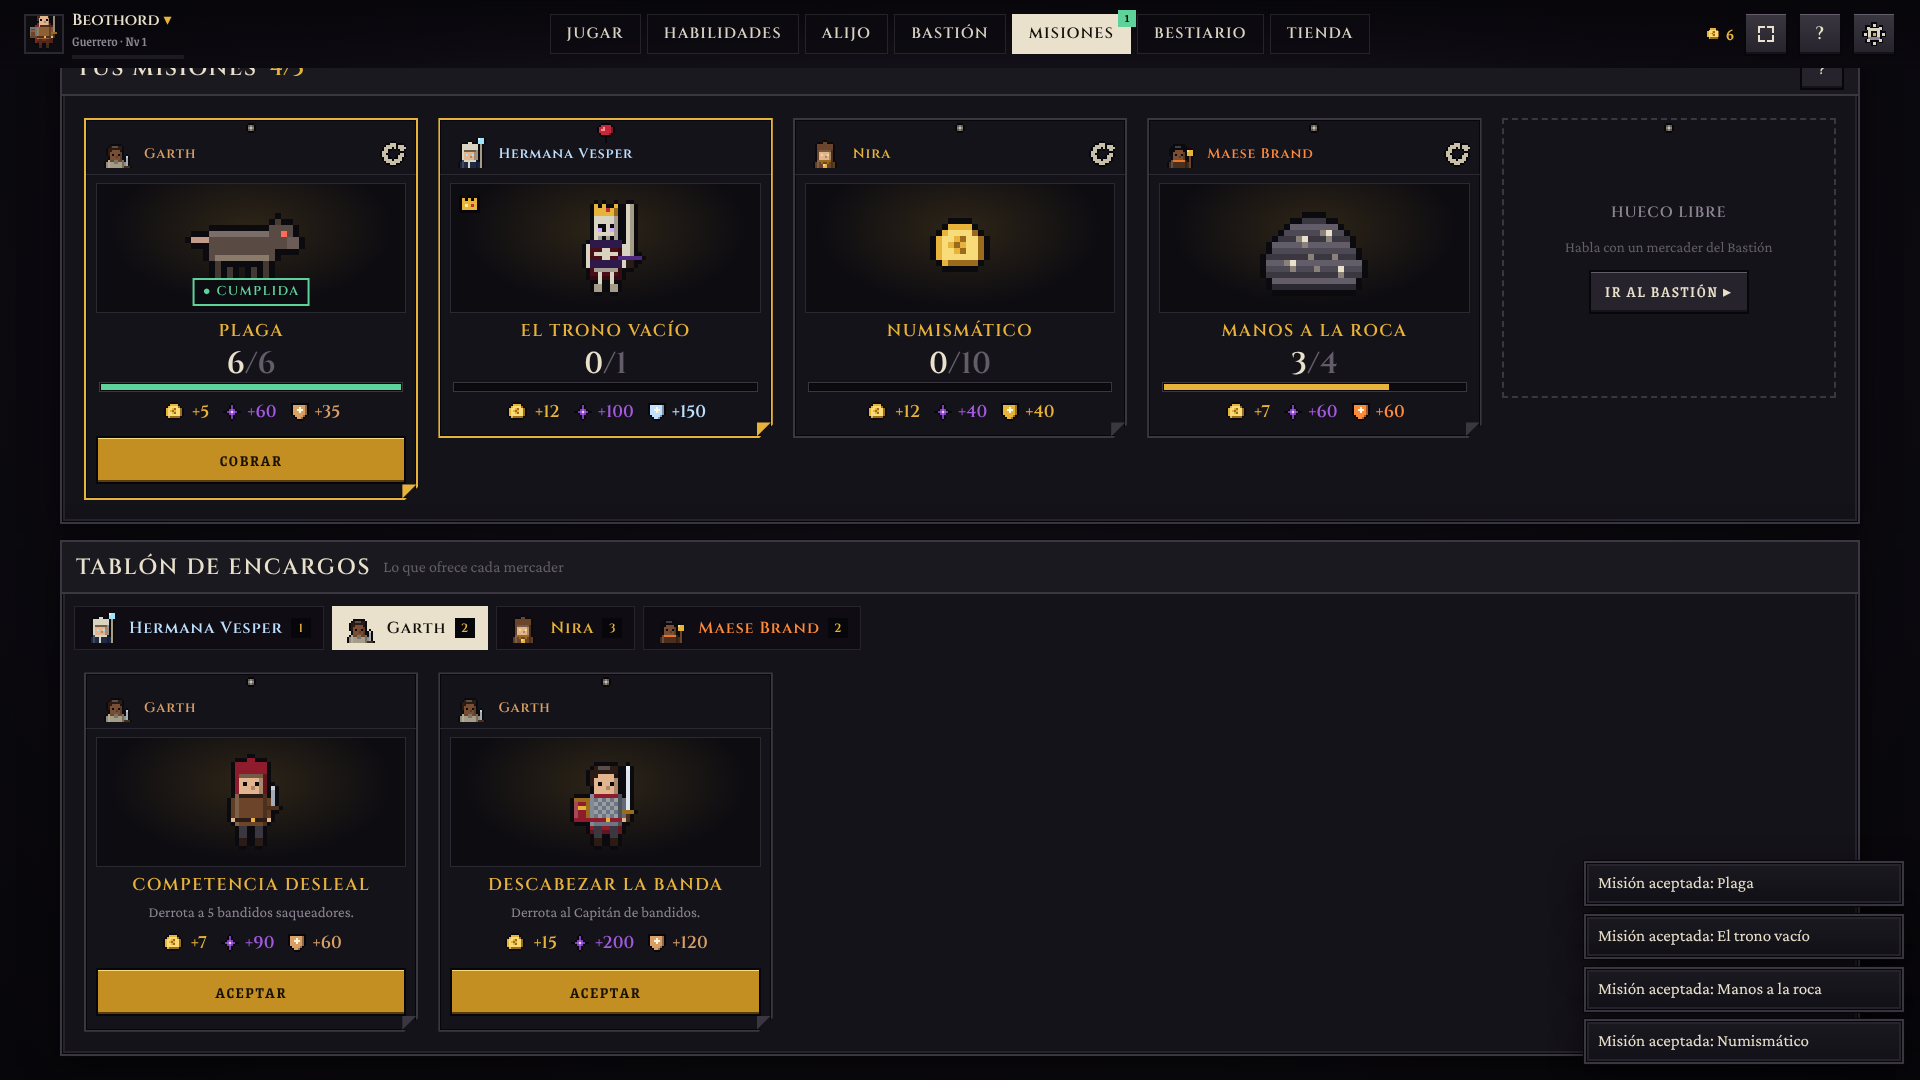 BEOTHORD ▾
Guerrero · Nv 1
JUGAR
HABILIDADES
ALIJO
BASTIÓN
MISIONES
1
BESTIARIO
TIENDA
6
?
TUS MISIONES 4/5
?
GARTH
• CUMPLIDA
PLAGA
6/6
+5 +60 +35
COBRAR
HERMANA VESPER
EL TRONO VACÍO
0/1
+12 +100 +150
NIRA
NUMISMÁTICO
0/10
+12 +40 +40
MAESE BRAND
MANOS A LA ROCA
3/4
+7 +60 +60
HUECO LIBRE
Habla con un mercader del Bastión
IR AL BASTIÓN ▸
TABLÓN DE ENCARGOS Lo que ofrece cada mercader
HERMANA VESPER 1
GARTH 2
NIRA 3
MAESE BRAND 2
GARTH
COMPETENCIA DESLEAL
Derrota a 5 bandidos saqueadores.
+7 +90 +60
ACEPTAR
GARTH
DESCABEZAR LA BANDA
Derrota al Capitán de bandidos.
+15 +200 +120
ACEPTAR
Misión aceptada: Plaga
Misión aceptada: El trono vacío
Misión aceptada: Manos a la roca
Misión aceptada: Numismático